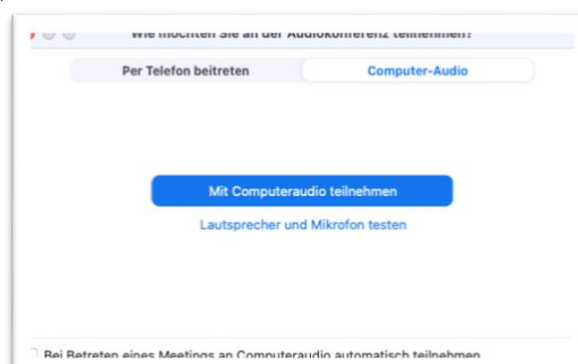 Wie möchten Sie an der Audiokonferenz teilnehmen?
Per Telefon beitreten
Computer-Audio
Mit Computeraudio teilnehmen
Lautsprecher und Mikrofon testen
Bei Betreten eines Meetings an Computeraudio automatisch teilnehmen